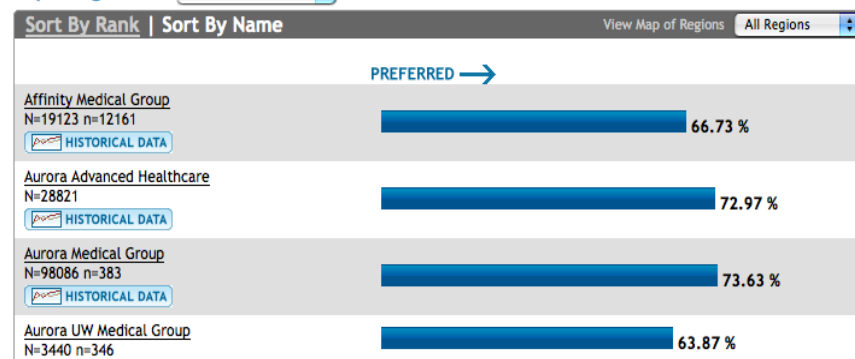 Sort By Rank | Sort By Name
View Map of Regions All Regions
PREFERRED
Affinity Medical Group
N=19123 n=12161
HISTORICAL DATA
66.73 %
Aurora Advanced Healthcare
N=28821
HISTORICAL DATA
72.97 %
Aurora Medical Group
N=98086 n=383
HISTORICAL DATA
73.63 %
Aurora UW Medical Group
N=3440 n=346
63.87 %